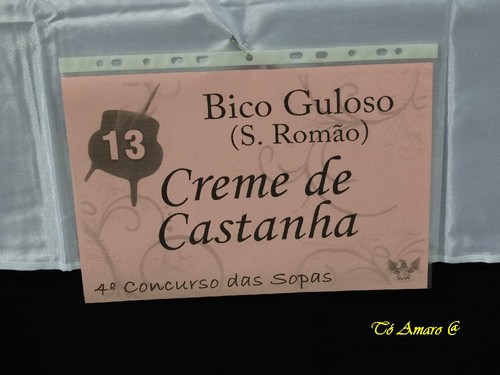 13
Bico Guloso
(S. Romão)
Creme de
Castanha
4º Concurso das Sopas
Tó Amaro @